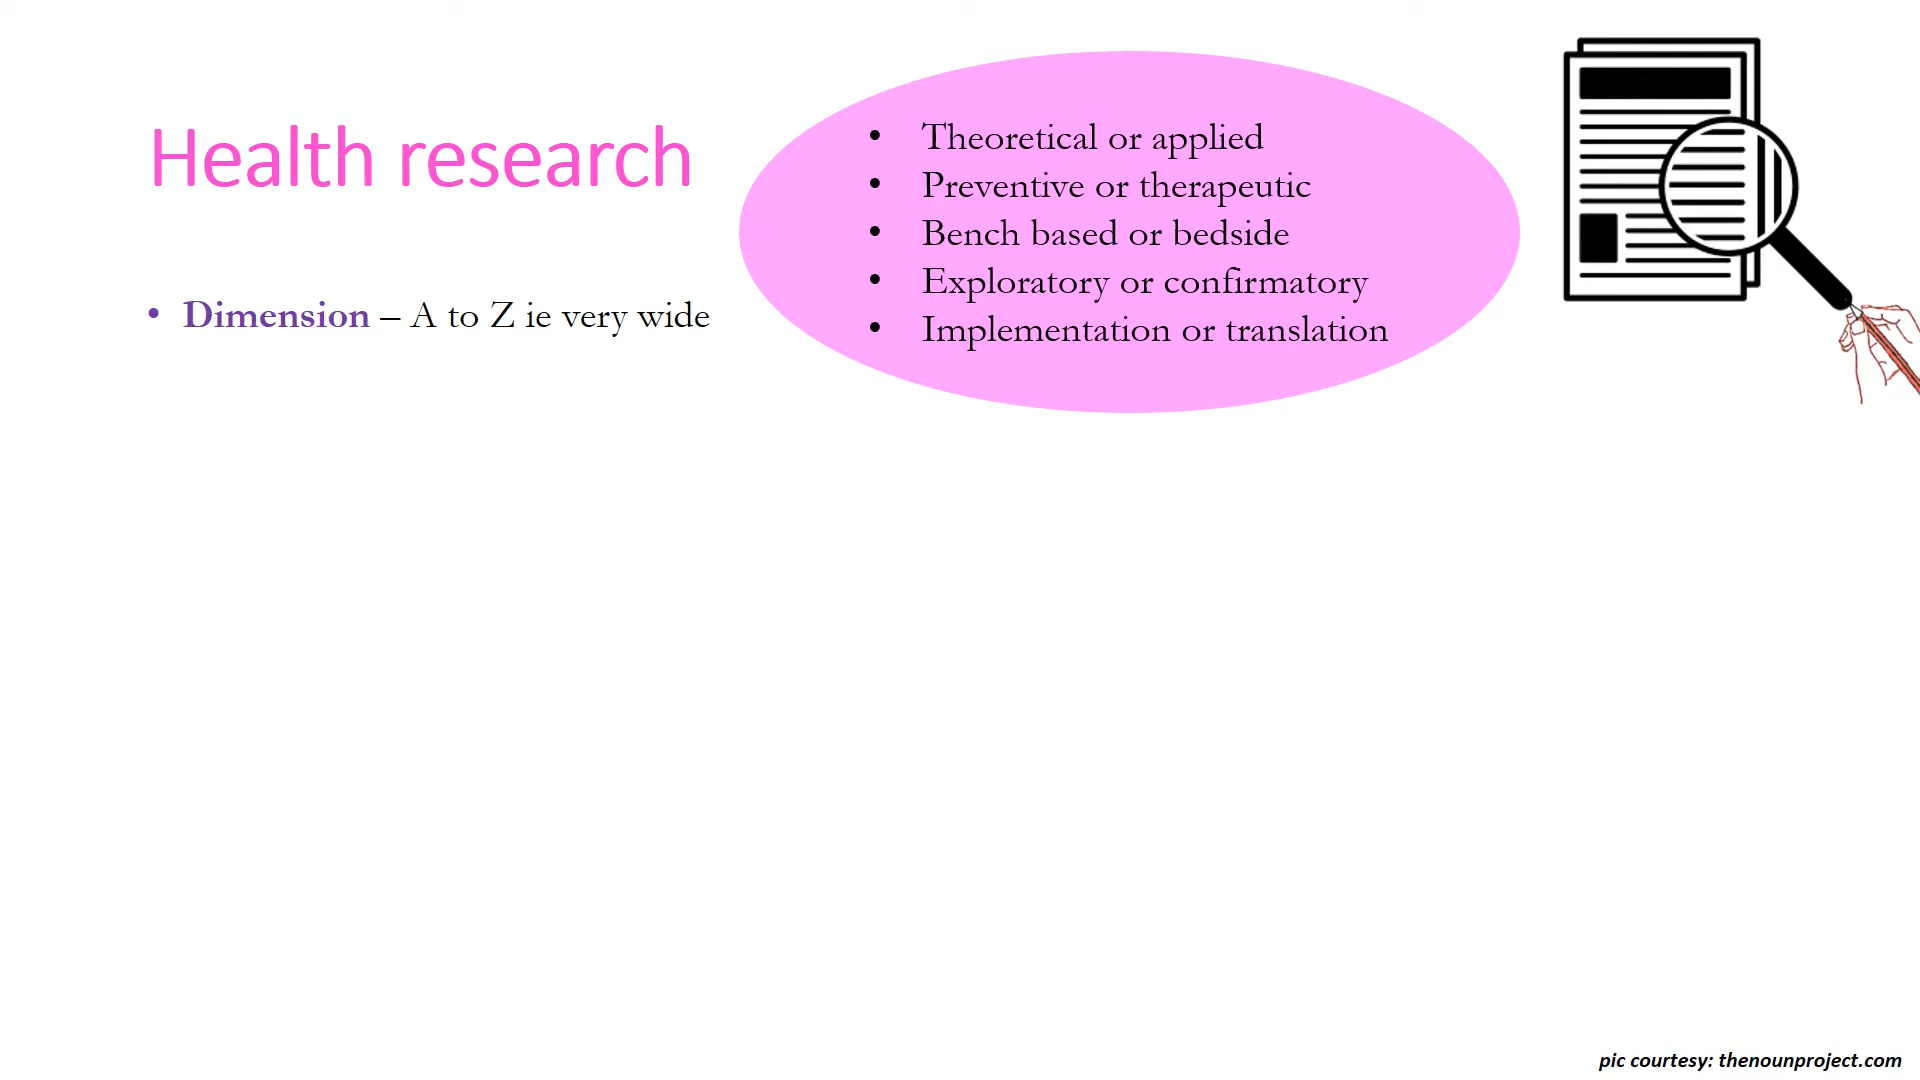 Health research
• Dimension – A to Z ie very wide
• Theoretical or applied
• Preventive or therapeutic
• Bench based or bedside
• Exploratory or confirmatory
• Implementation or translation
pic courtesy: thenounproject.com